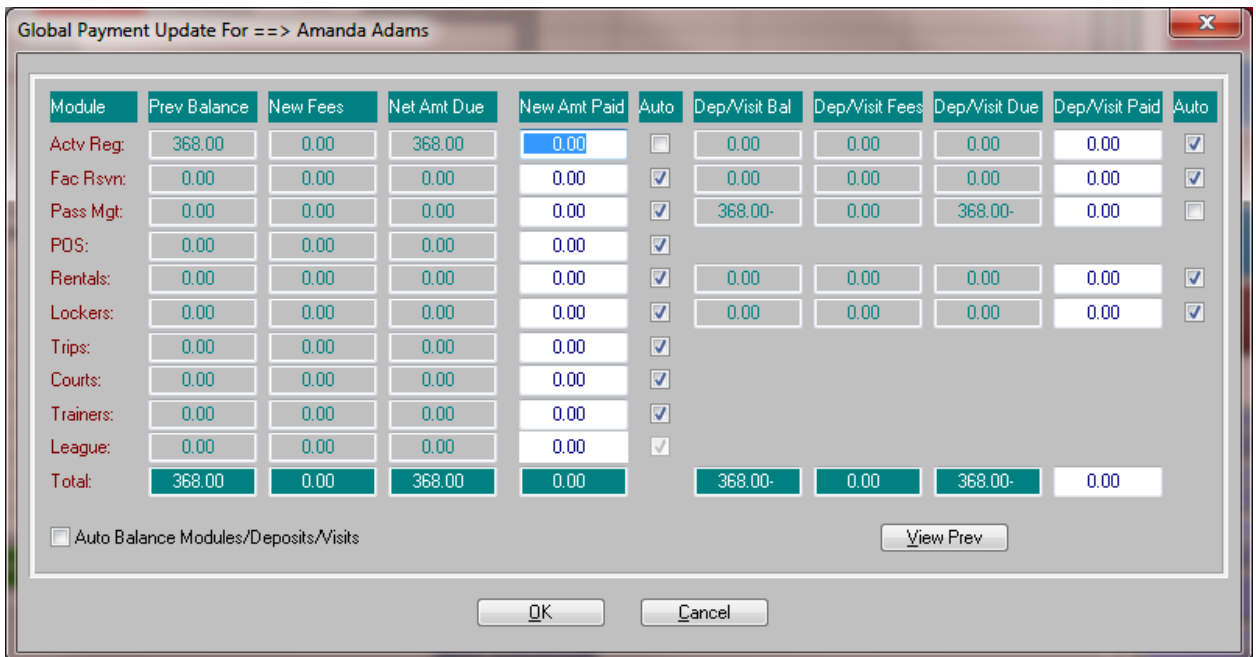 Global Payment Update For ==> Amanda Adams
X
Module Prev Balance New Fees Net Amt Due New Amt Paid Auto Dep/Visit Bal Dep/Visit Fees Dep/Visit Due Dep/Visit Paid Auto
Actv Reg: 368.00 0.00 368.00 0.00 0.00 0.00 0.00 0.00
Fac Rsvn: 0.00 0.00 0.00 0.00 0.00 0.00 0.00 0.00
Pass Mgt: 0.00 0.00 0.00 0.00 368.00- 0.00 368.00- 0.00
POS: 0.00 0.00 0.00 0.00
Rentals: 0.00 0.00 0.00 0.00 0.00 0.00 0.00 0.00
Lockers: 0.00 0.00 0.00 0.00 0.00 0.00 0.00 0.00
Trips: 0.00 0.00 0.00 0.00
Courts: 0.00 0.00 0.00 0.00
Trainers: 0.00 0.00 0.00 0.00
League: 0.00 0.00 0.00 0.00
Total: 368.00 0.00 368.00 0.00 368.00- 0.00 368.00- 0.00
Auto Balance Modules/Deposits/Visits View Prev
OK Cancel